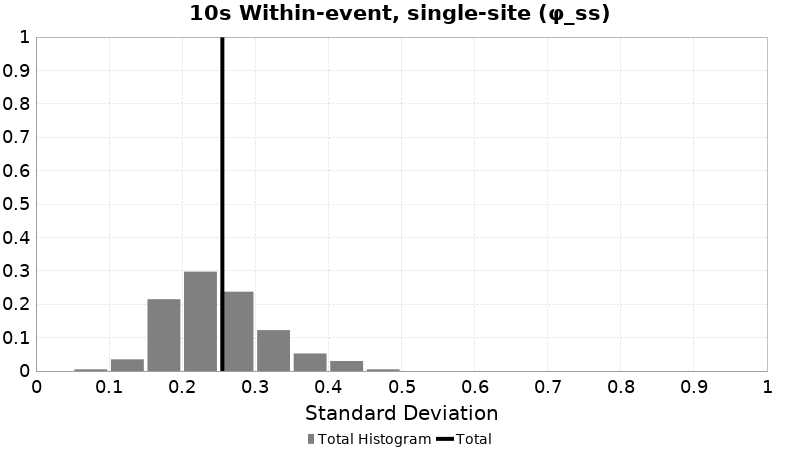 10s Within-event, single-site (φ_ss)
1
0.9
0.8
0.7
0.6
0.5
0.4
0.3
0.2
0.1
0
0 0.1 0.2 0.3 0.4 0.5 0.6 0.7 0.8 0.9 1
Standard Deviation
Total Histogram Total